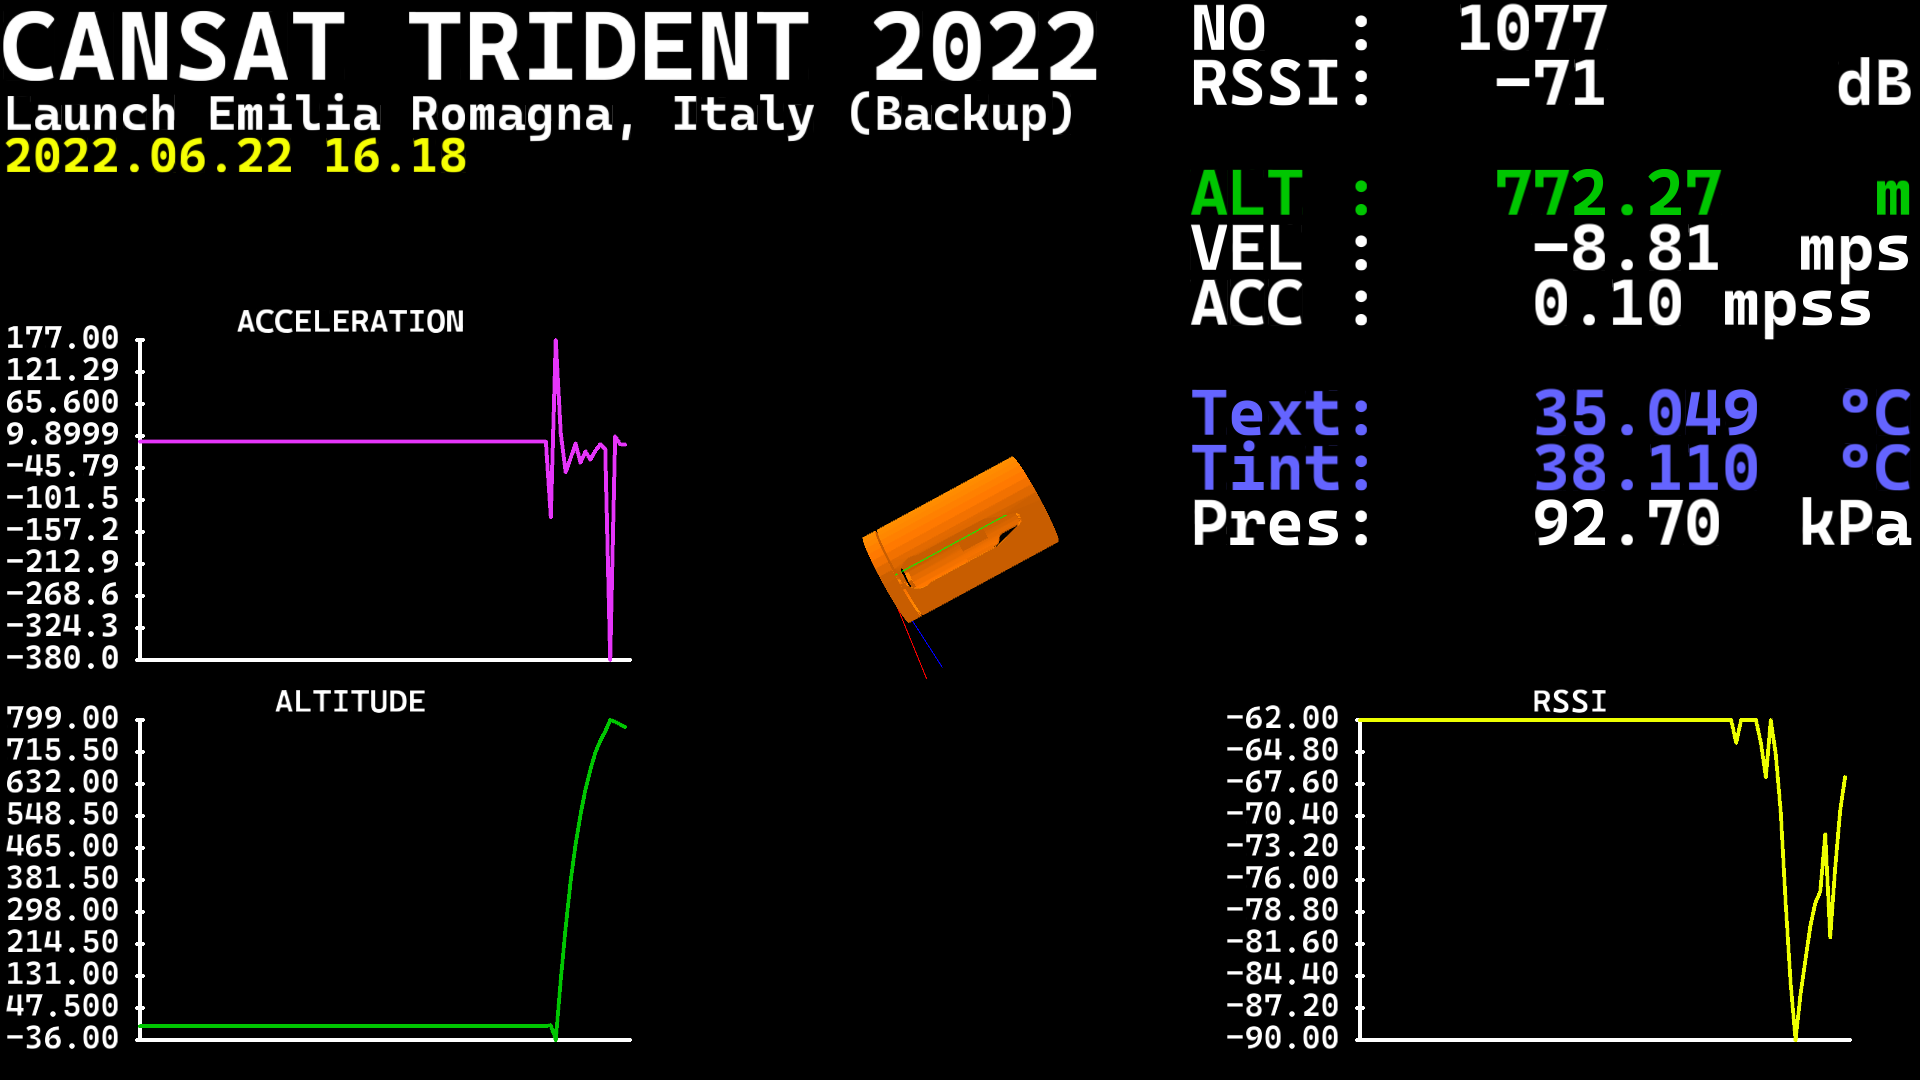 CANSAT TRIDENT 2022
Launch Emilia Romagna, Italy (Backup)
2022.06.22 16.18
NO : 1077
RSSI: -71 dB
ALT : 772.27 m
VEL : -8.81 mps
ACC : 0.10 mpss
Text: 35.049 °C
Tint: 38.110 °C
Pres: 92.70 kPa
ACCELERATION
177.00
121.29
65.600
9.8999
-45.79
-101.5
-157.2
-212.9
-268.6
-324.3
-380.0
ALTITUDE
799.00
715.50
632.00
548.50
465.00
381.50
298.00
214.50
131.00
47.500
-36.00
RSSI
-62.00
-64.80
-67.60
-70.40
-73.20
-76.00
-78.80
-81.60
-84.40
-87.20
-90.00